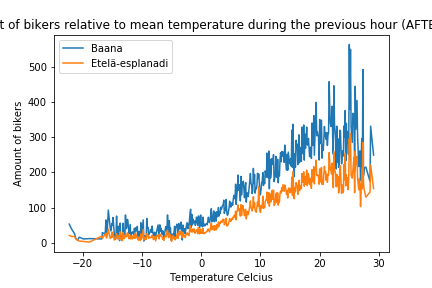 t of bikers relative to mean temperature during the previous hour (AFTE
Baana
Etelä-esplanadi
500
400
300
200
100
0
Amount of bikers
−20 −10 0 10 20 30
Temperature Celcius